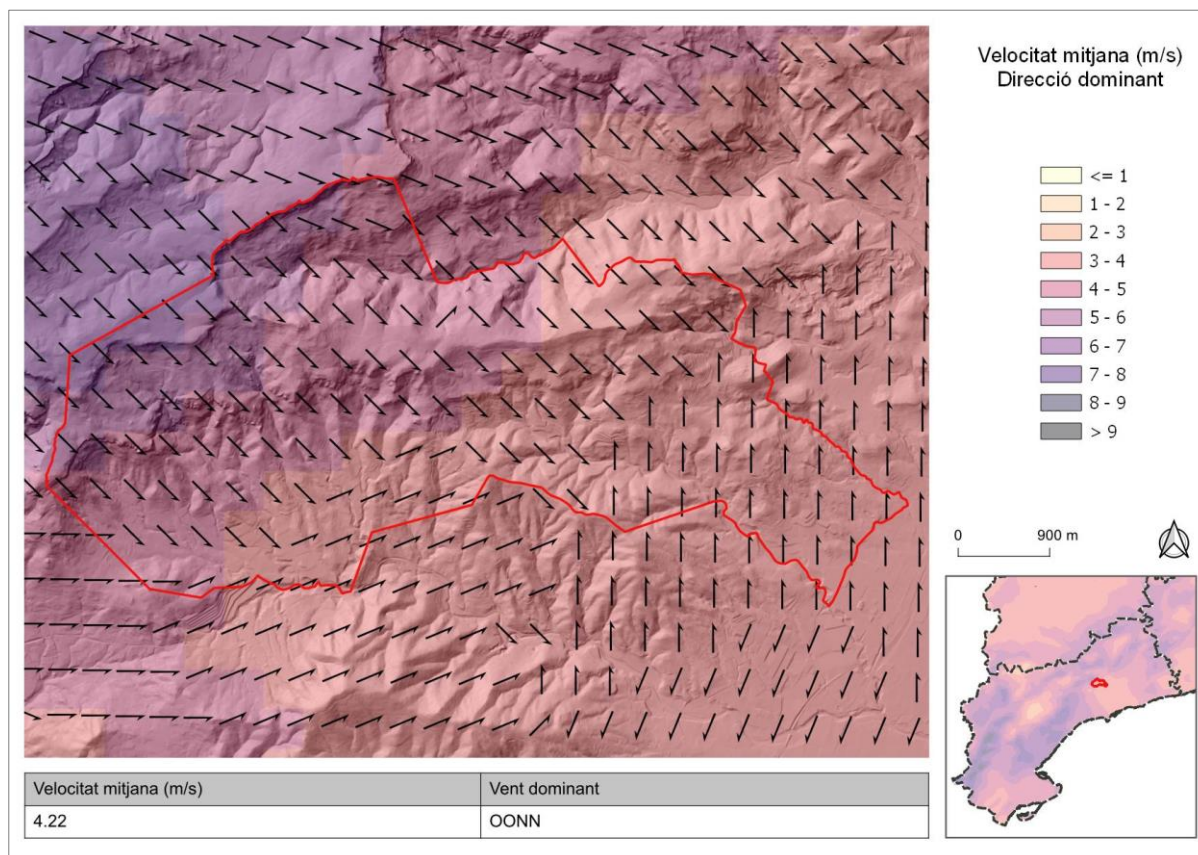 Velocitat mitjana (m/s)
Direcció dominant
<= 1
1 - 2
2 - 3
3 - 4
4 - 5
5 - 6
6 - 7
7 - 8
8 - 9
> 9
0 900 m
Velocitat mitjana (m/s) Vent dominant
4.22 OONN